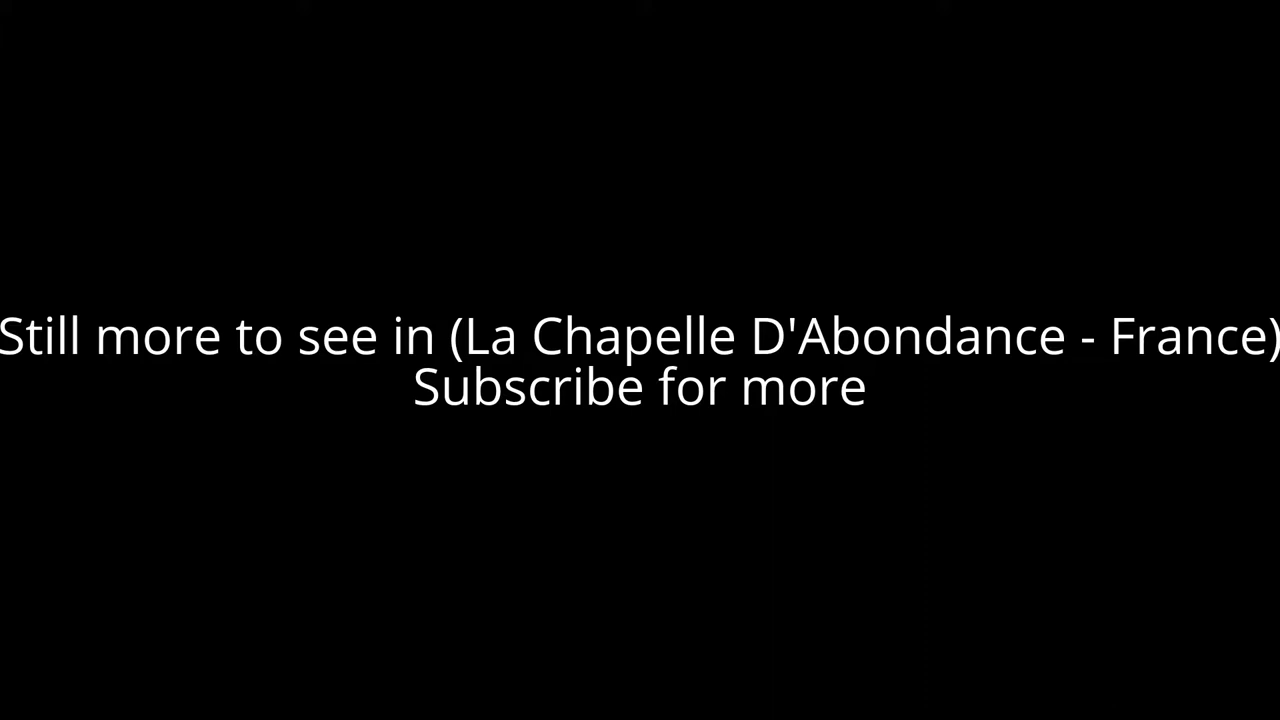 Still more to see in (La Chapelle D'Abondance - France)
Subscribe for more